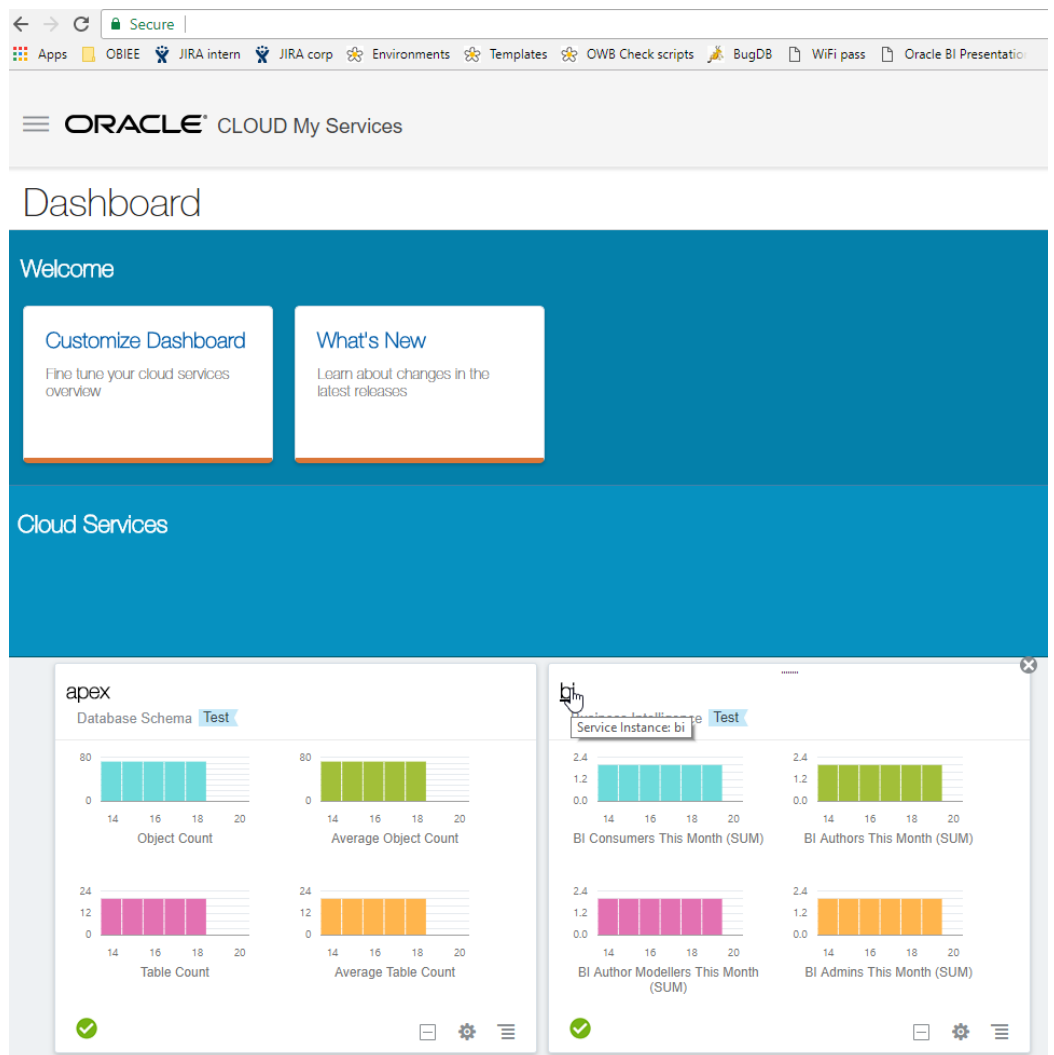 Secure
Apps OBIEE JIRA intern JIRA corp Environments Templates OWB Check scripts BugDB WiFi pass Oracle BI Presentatio
ORACLE CLOUD My Services
Dashboard
Welcome
Customize Dashboard
Fine tune your cloud services
overview
What's New
Learn about changes in the
latest releases
Cloud Services
apex
Database Schema Test
80
0
14 16 18 20
Object Count
80
0
14 16 18 20
Average Object Count
24
12
0
14 16 18 20
Table Count
24
12
0
14 16 18 20
Average Table Count
bi
Test
Service Instance: bi
2.4
1.2
0.0
14 16 18 20
BI Consumers This Month (SUM)
2.4
1.2
0.0
14 16 18 20
BI Authors This Month (SUM)
2.4
1.2
0.0
14 16 18 20
BI Author Modellers This Month
(SUM)
2.4
1.2
0.0
14 16 18 20
BI Admins This Month (SUM)